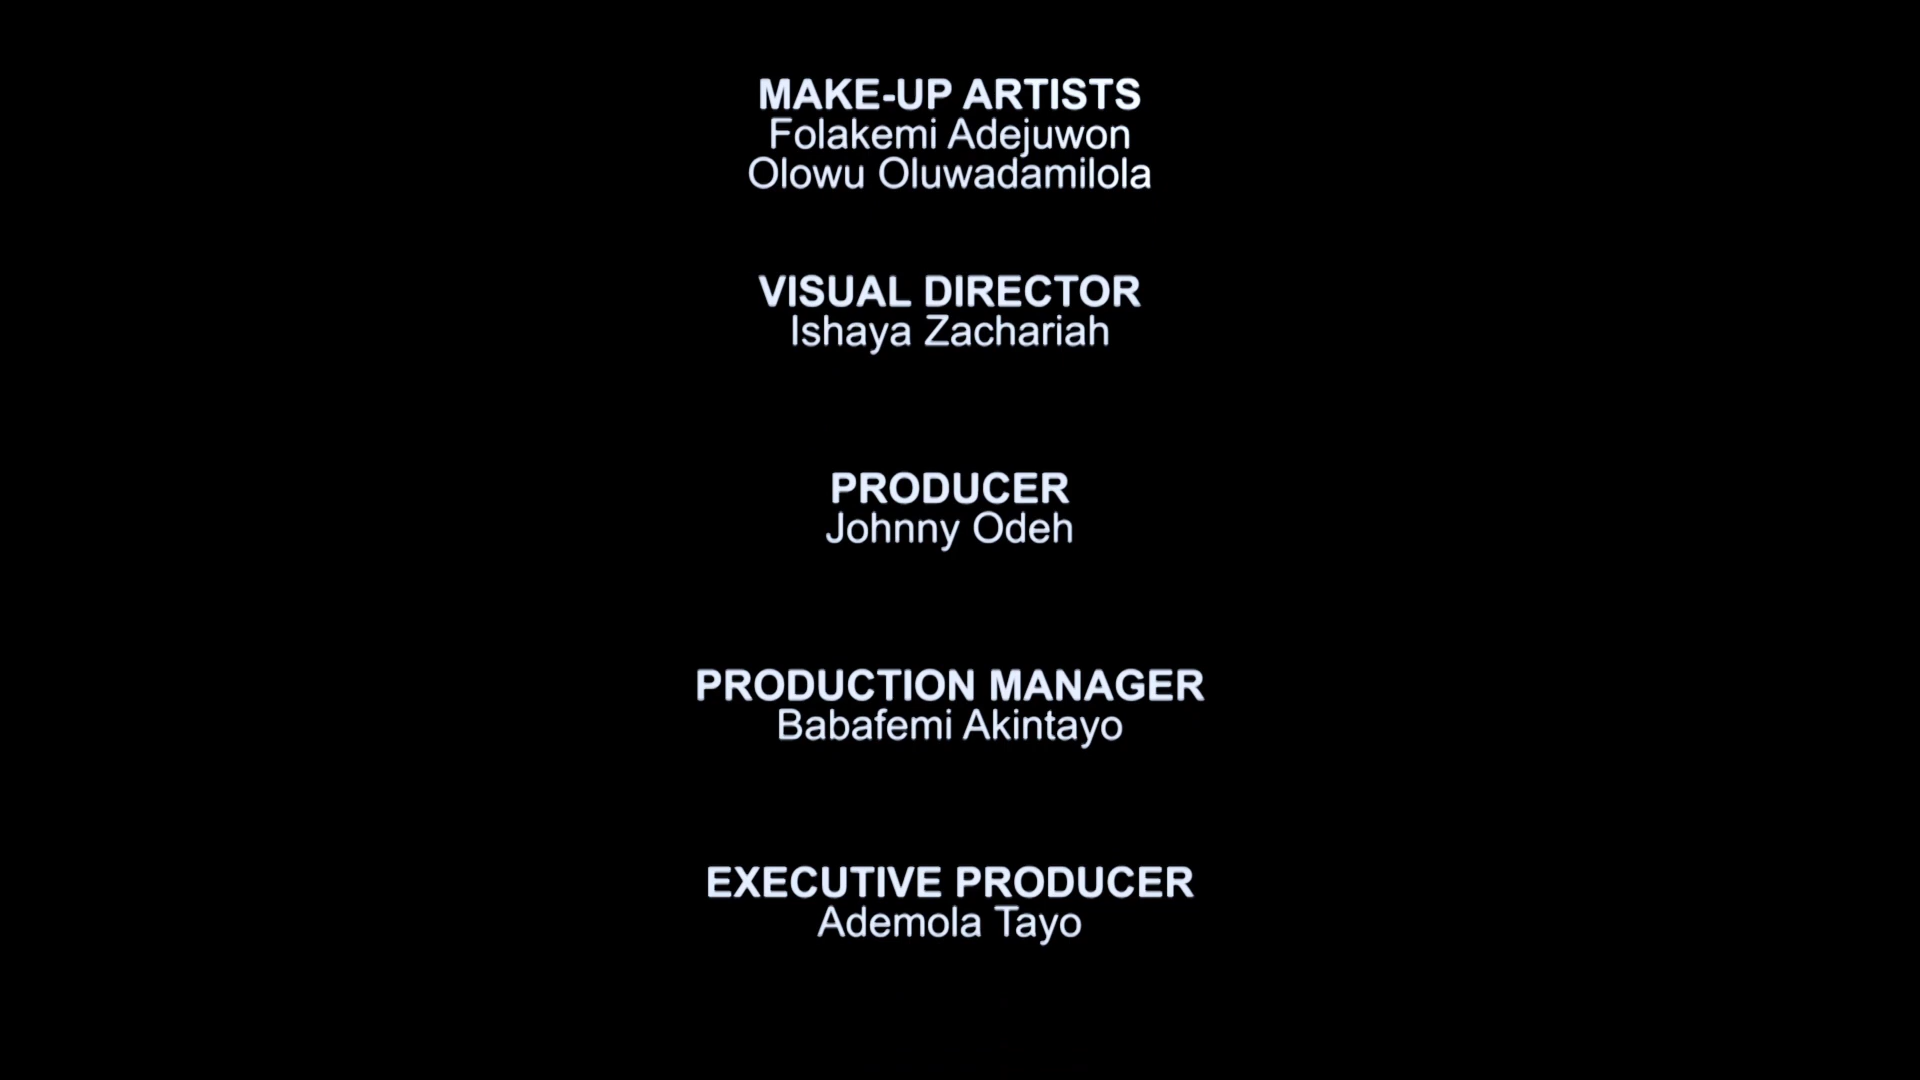 MAKE-UP ARTISTS
Folakemi Adejuwon
Olowu Oluwadamilola
VISUAL DIRECTOR
Ishaya Zachariah
PRODUCER
Johnny Odeh
PRODUCTION MANAGER
Babafemi Akintayo
EXECUTIVE PRODUCER
Ademola Tayo